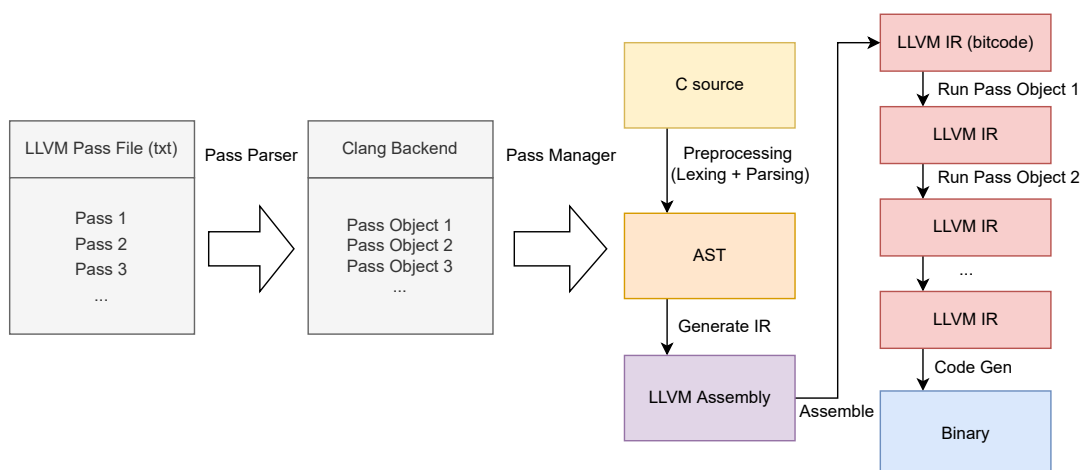 LLVM Pass File (txt)
Pass 1
Pass 2
Pass 3
...
Pass Parser
Clang Backend
Pass Object 1
Pass Object 2
Pass Object 3
...
Pass Manager
C source
Preprocessing
(Lexing + Parsing)
AST
Generate IR
LLVM Assembly
Assemble
LLVM IR (bitcode)
Run Pass Object 1
LLVM IR
Run Pass Object 2
LLVM IR
...
LLVM IR
Code Gen
Binary